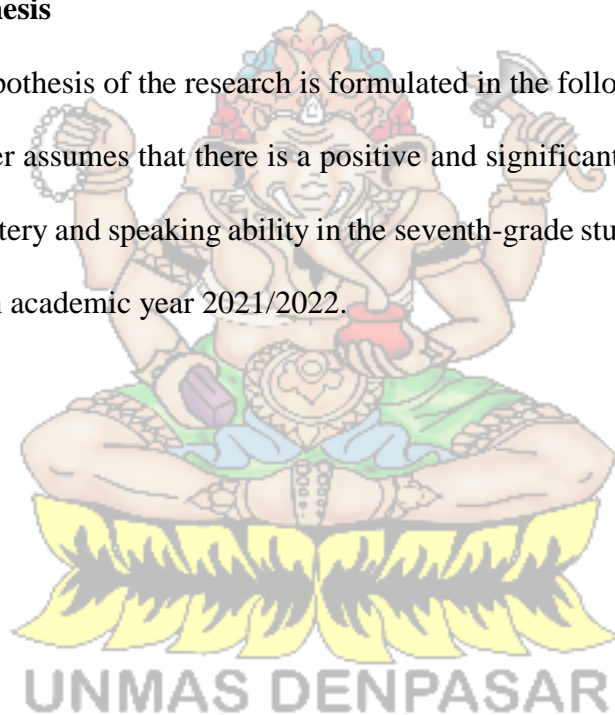 nesis
pothesis of the research is formulated in the follo
er assumes that there is a positive and significant
tery and speaking ability in the seventh-grade stu
n academic year 2021/2022.
UNMAS DENPASAR